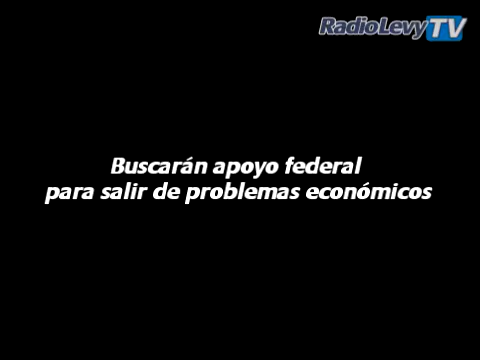 RadioLevyTV
Buscarán apoyo federal
para salir de problemas económicos